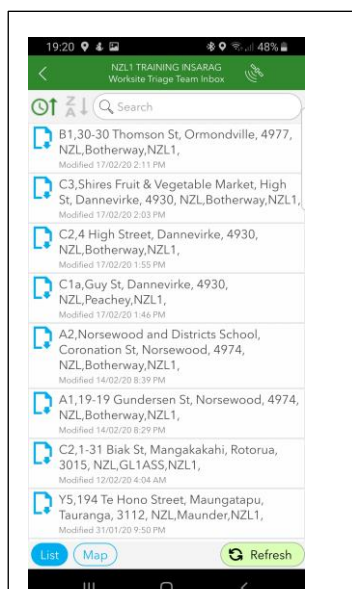 19:20 48%
NZL1 TRAINING INSARAG
Worksite Triage Team Inbox
Z
A
Search
B1,30-30 Thomson St, Ormondville, 4977,
NZL,Botherway,NZL1,
Modified 17/02/20 2:11 PM
C3,Shires Fruit & Vegetable Market, High
St, Dannevirke, 4930, NZL,Botherway,NZL1,
Modified 17/02/20 2:03 PM
C2,4 High Street, Dannevirke, 4930,
NZL,Botherway,NZL1,
Modified 17/02/20 1:55 PM
C1a,Guy St, Dannevirke, 4930,
NZL,Peachey,NZL1,
Modified 17/02/20 1:46 PM
A2,Norsewood and Districts School,
Coronation St, Norsewood, 4974,
NZL,Botherway,NZL1,
Modified 14/02/20 8:39 PM
A1,19-19 Gundersen St, Norsewood, 4974,
NZL,Botherway,NZL1,
Modified 14/02/20 8:29 PM
C2,1-31 Biak St, Mangakakahi, Rotorua,
3015, NZL,GL1ASS,NZL1,
Modified 12/02/20 4:04 AM
Y5,194 Te Hono Street, Maungatapu,
Tauranga, 3112, NZL,Maunder,NZL1,
Modified 31/01/20 9:50 PM
List Map Refresh